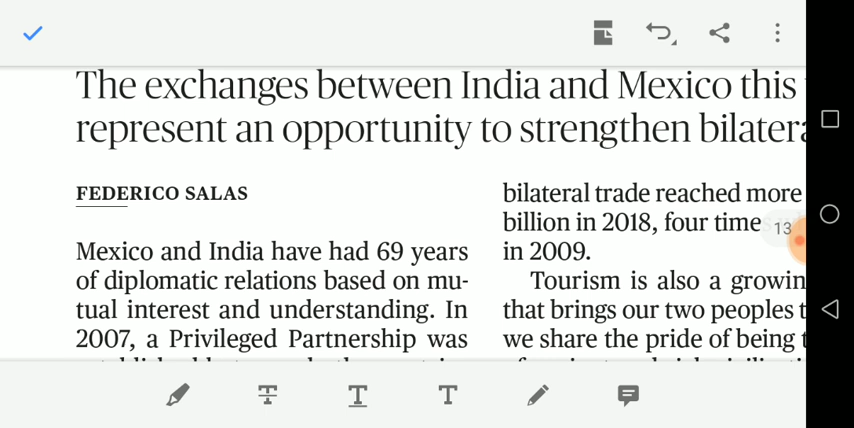 The exchanges between India and Mexico this
represent an opportunity to strengthen
FEDERICO SALAS
Mexico and India have had 69 years
of diplomatic relations based on mu-
tual interest and understanding. In
2007, a Privileged Partnership was
bilateral trade reached more
billion in 2018, four
in 2009.
Tourism is also a
that brings our two peoples
we share the pride of being
13